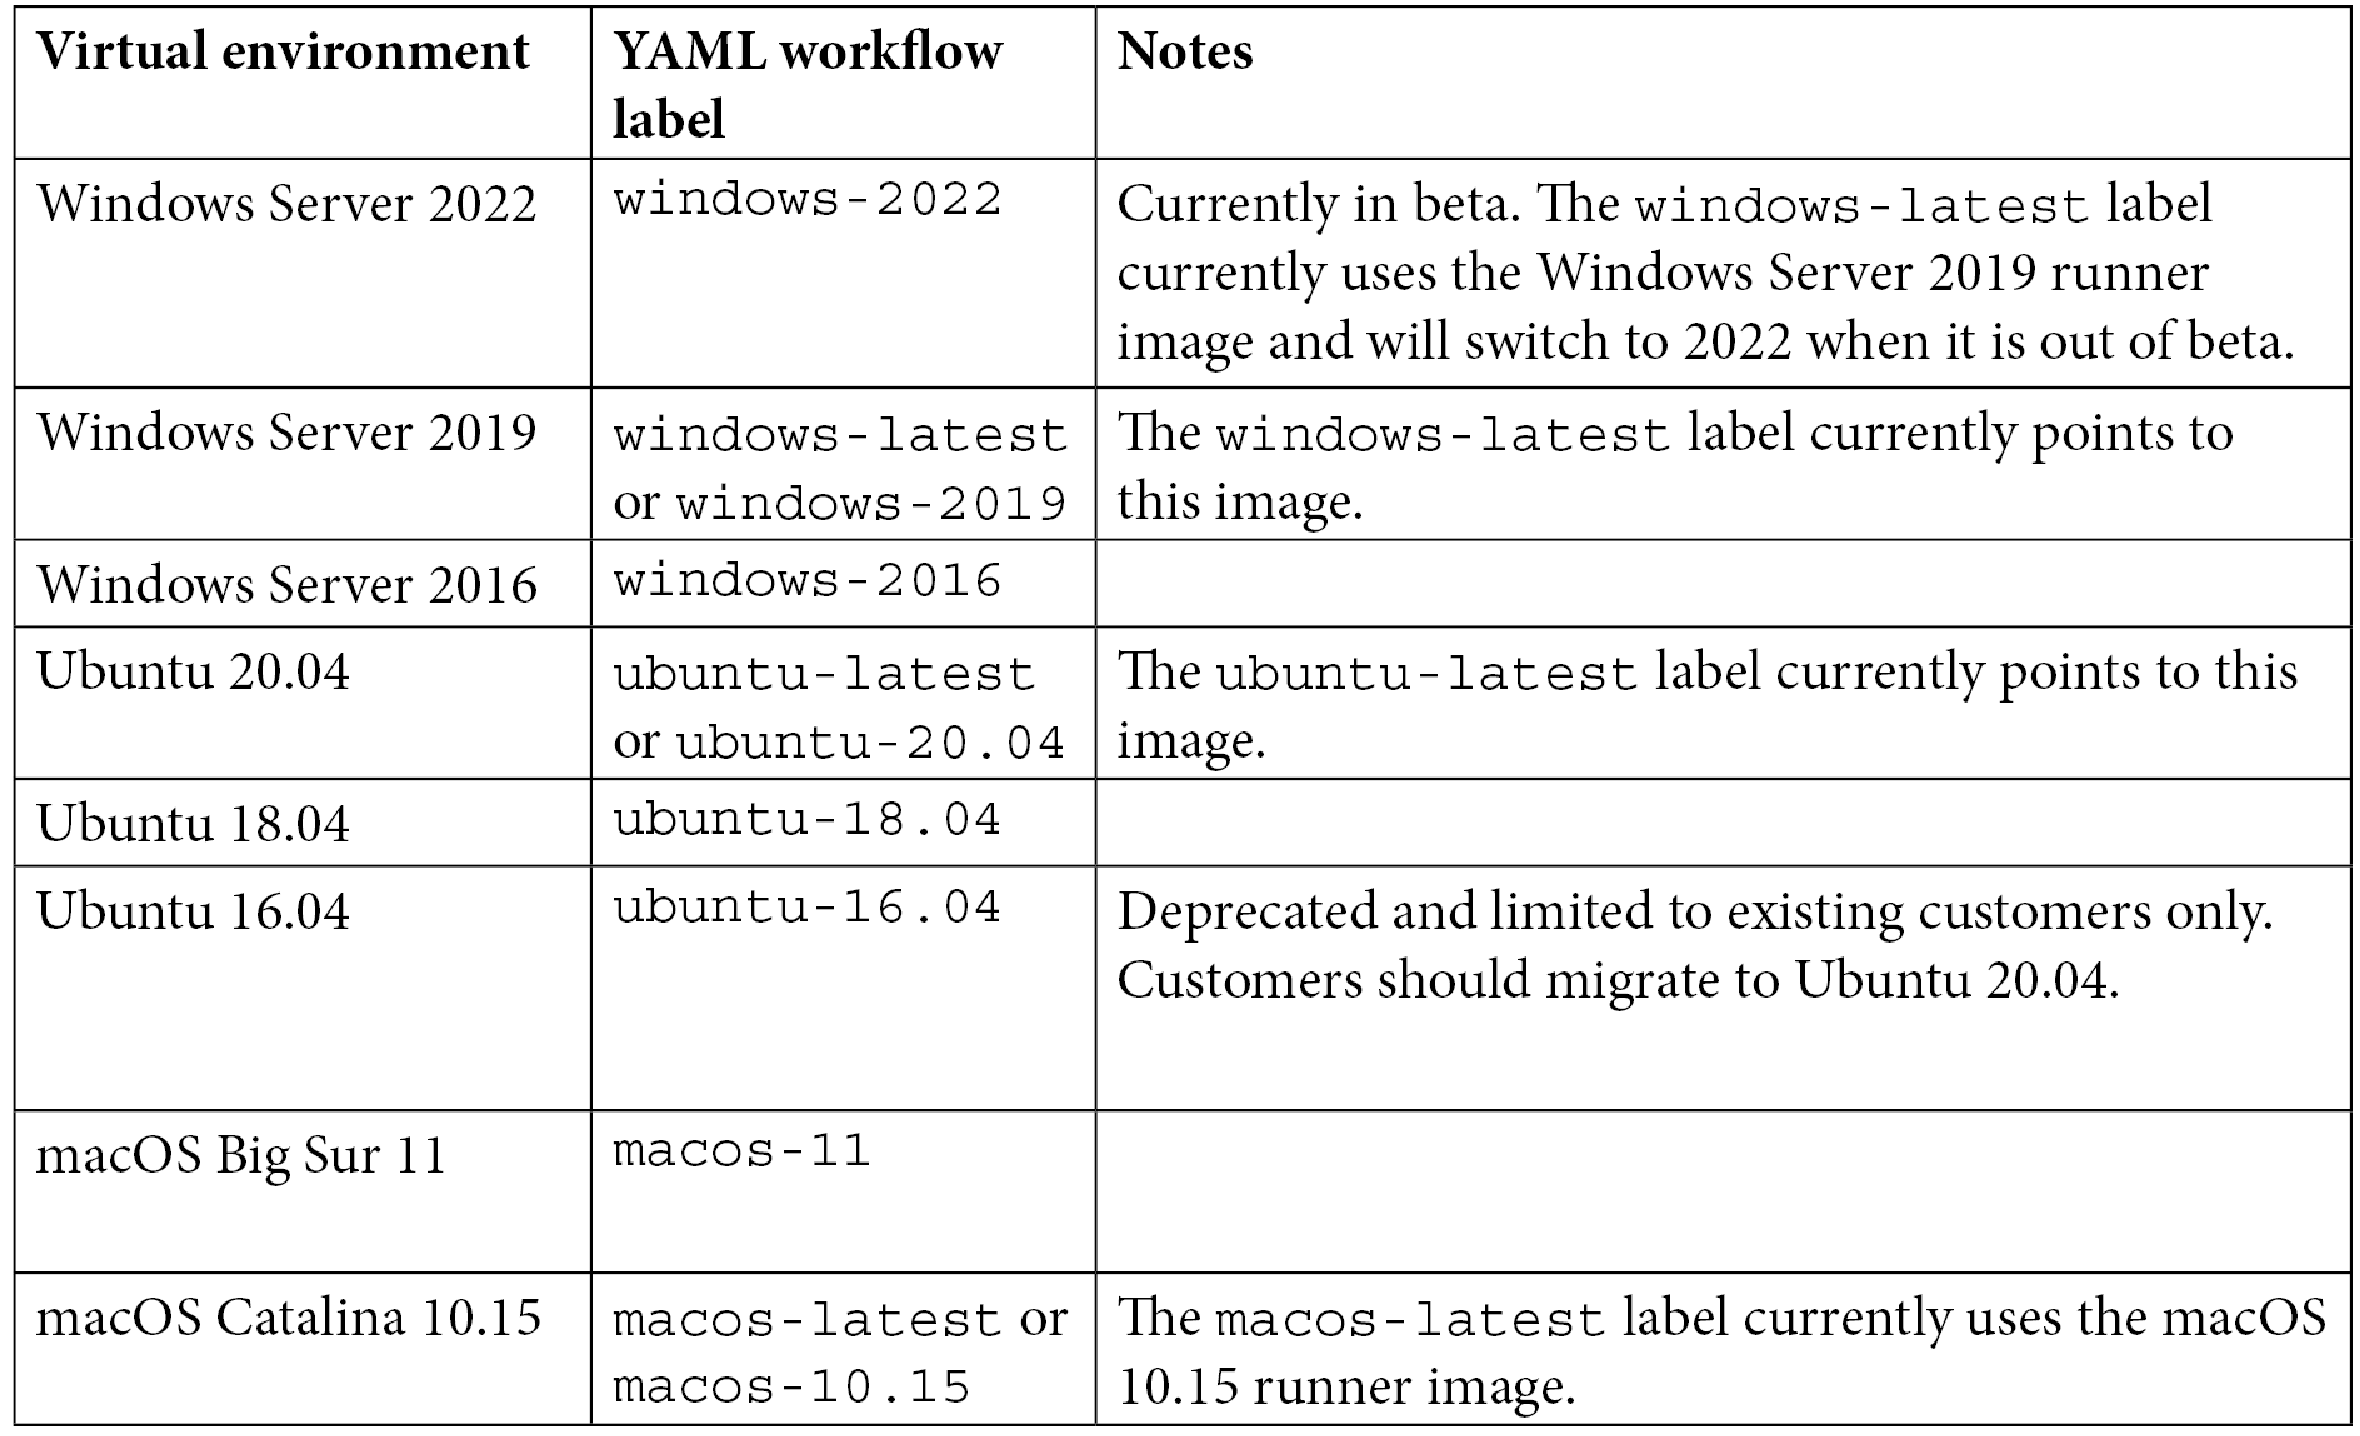 Virtual environment
YAML workflow
label
Notes
Windows Server 2022
windows-2022
Currently in beta. The windows-latest label
currently uses the Windows Server 2019 runner
image and will switch to 2022 when it is out of beta.
Windows Server 2019
windows-latest
or windows-2019
The windows-latest label currently points to
this image.
Windows Server 2016
windows-2016
Ubuntu 20.04
ubuntu-latest
or ubuntu-20.04
The ubuntu-latest label currently points to this
image.
Ubuntu 18.04
ubuntu-18.04
Ubuntu 16.04
ubuntu-16.04
Deprecated and limited to existing customers only.
Customers should migrate to Ubuntu 20.04.
macOS Big Sur 11
macos-11
macOS Catalina 10.15
macos-latest or
macos-10.15
The macos-latest label currently uses the macOS
10.15 runner image.